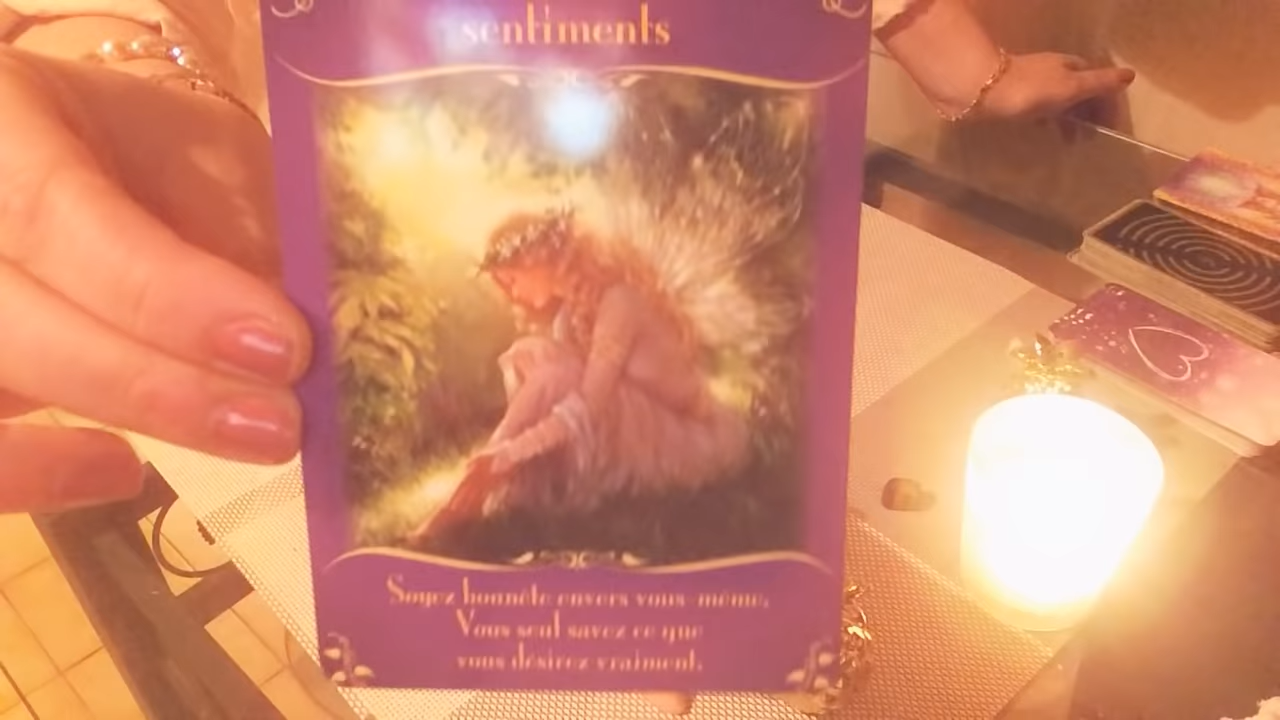 sentiments
Soyez honnête envers vous-même.
Vous seul savez ce que
vous désirez vraiment.